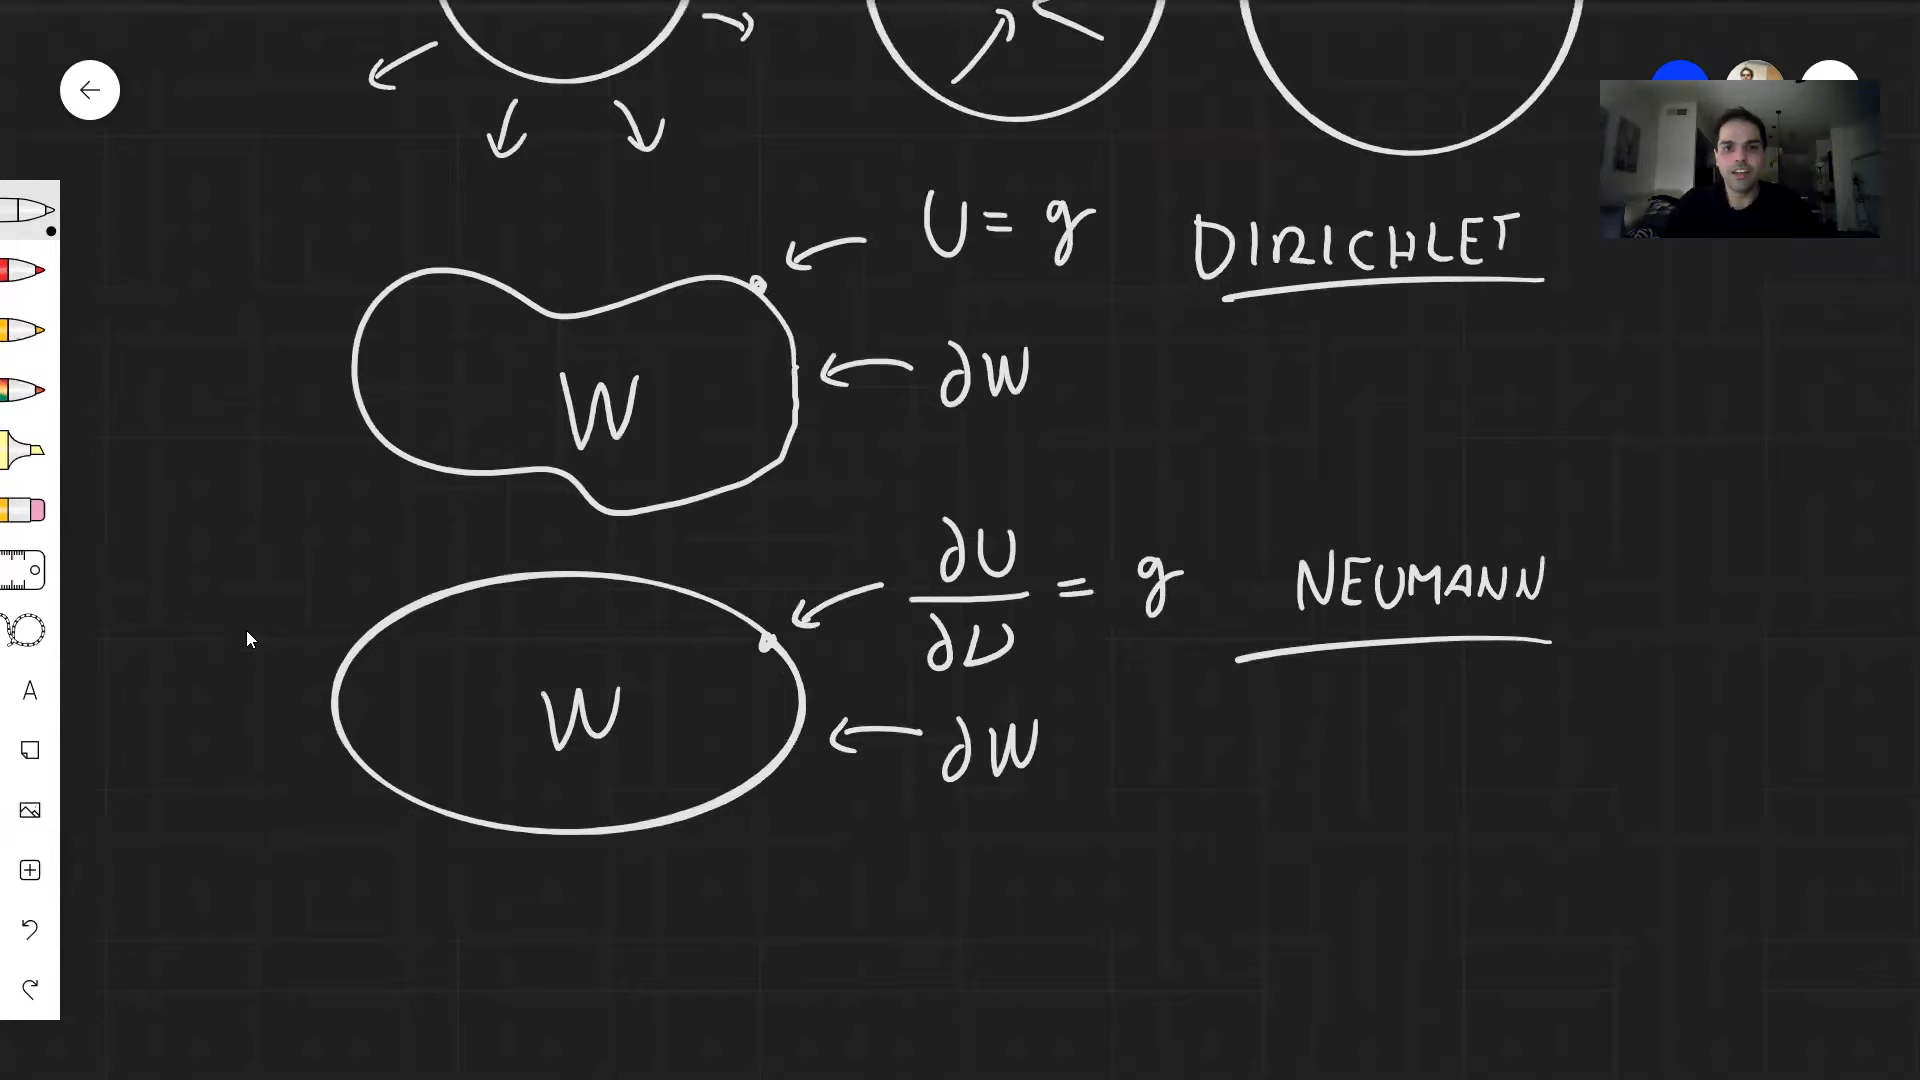 U = g DIRICHLET
W
∂W
∂U/∂ν = g NEUMANN
W
∂W
A